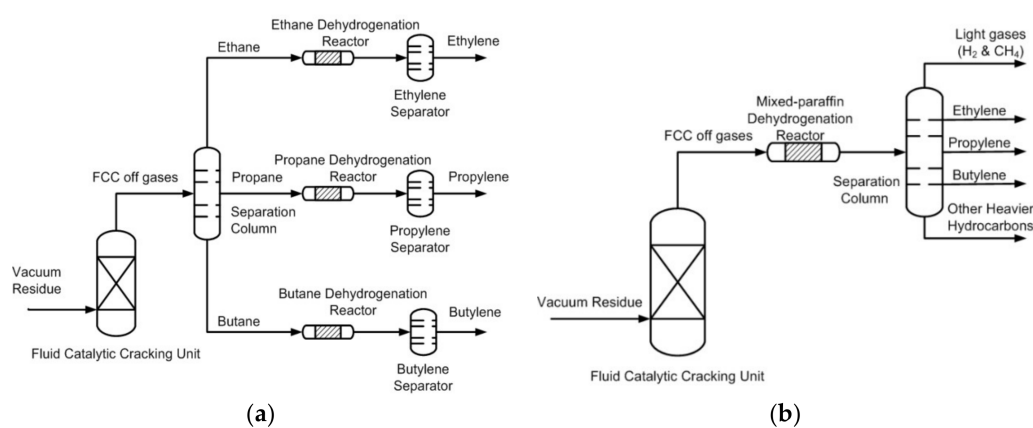 Ethane Dehydrogenation
Reactor
Ethane
Ethylene
Ethylene
Separator
Propane Dehydrogenation
Reactor
FCC off gases
Propane
Propylene
Separation
Column
Propylene
Separator
Vacuum
Residue
Butane Dehydrogenation
Reactor
Butane
Butylene
Butylene
Separator
Fluid Catalytic Cracking Unit
(a)
Light gases
(H₂ & CH₄)
Mixed-paraffin
Dehydrogenation
Reactor
FCC off gases
Ethylene
Propylene
Butylene
Separation
Column
Other Heavier
Hydrocarbons
Vacuum Residue
Fluid Catalytic Cracking Unit
(b)